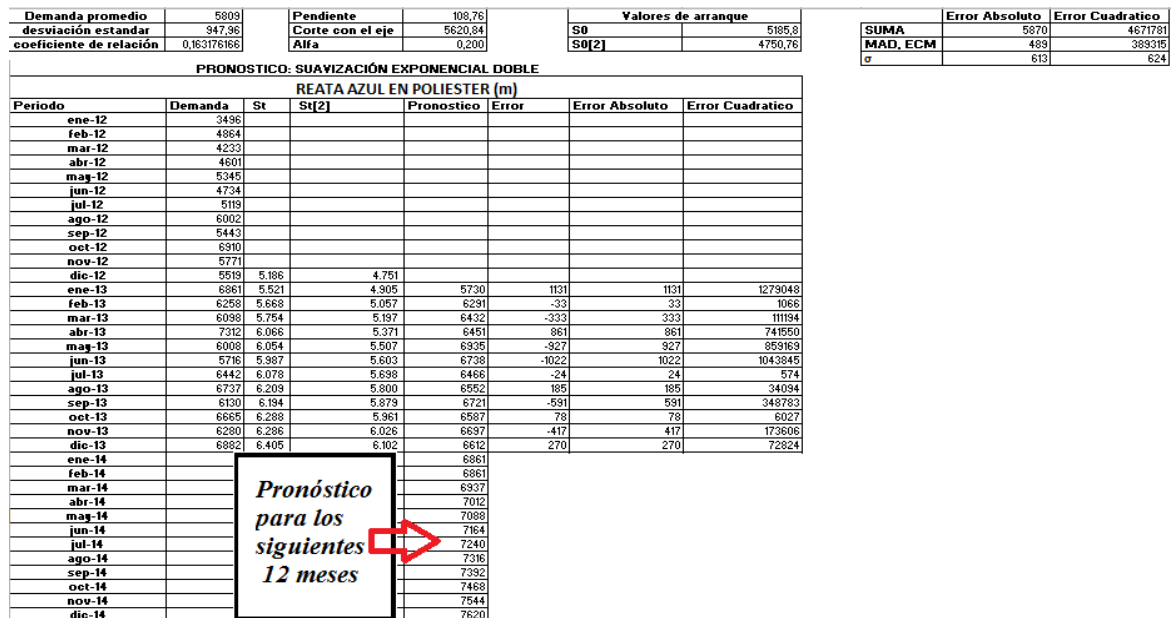 Demanda promedio 5809 Pendiente 108,76 Valores de arranque Error Absoluto Error Cuadratico
desviación estandar 947,96 Corte con el eje 5620,84 S0 5185,8 SUMA 5870 4671781
coeficiente de relación 0,163176166 Alfa 0,200 S0[2] 4750,76 MAD, ECM 489 389315
σ 613 624
PRONOSTICO: SUAVIZACIÓN EXPONENCIAL DOBLE
REATA AZUL EN POLIESTER (m)
Periodo Demanda St St[2] Pronostico Error Error Absoluto Error Cuadratico
ene-12 3496
feb-12 4864
mar-12 4233
abr-12 4601
may-12 5345
jun-12 4734
jul-12 5119
ago-12 6002
sep-12 5443
oct-12 6910
nov-12 5771
dic-12 5519 5.186 4.751
ene-13 6861 5.521 4.905 5730 1131 1131 1279048
feb-13 6258 5.668 5.057 6291 -33 33 1066
mar-13 6098 5.754 5.197 6432 -333 333 111194
abr-13 7312 6.066 5.371 6451 861 861 741550
may-13 6008 6.054 5.507 6935 -927 927 859169
jun-13 5716 5.987 5.603 6738 -1022 1022 1043845
jul-13 6442 6.078 5.698 6466 -24 24 574
ago-13 6737 6.209 5.800 6552 185 185 34094
sep-13 6130 6.194 5.879 6721 -591 591 348783
oct-13 6665 6.288 5.961 6587 78 78 6027
nov-13 6280 6.286 6.026 6697 -417 417 173606
dic-13 6882 6.405 6.102 6612 270 270 72824
ene-14 6861
feb-14 6861
mar-14 6937
abr-14 7012
may-14 7088
jun-14 7164
jul-14 7240
ago-14 7316
sep-14 7392
oct-14 7468
nov-14 7544
dic-14 7620
Pronóstico
para los
siguientes
12 meses